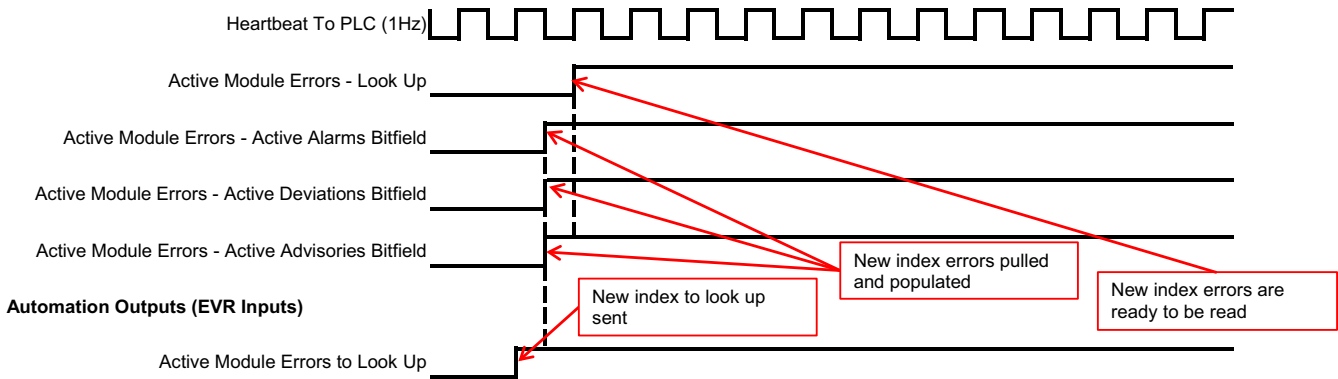 Heartbeat To PLC (1Hz)
Active Module Errors - Look Up
Active Module Errors - Active Alarms Bitfield
Active Module Errors - Active Deviations Bitfield
Active Module Errors - Active Advisories Bitfield
New index errors pulled
and populated
New index errors are
ready to be read
New index to look up
sent
Automation Outputs (EVR Inputs)
Active Module Errors to Look Up